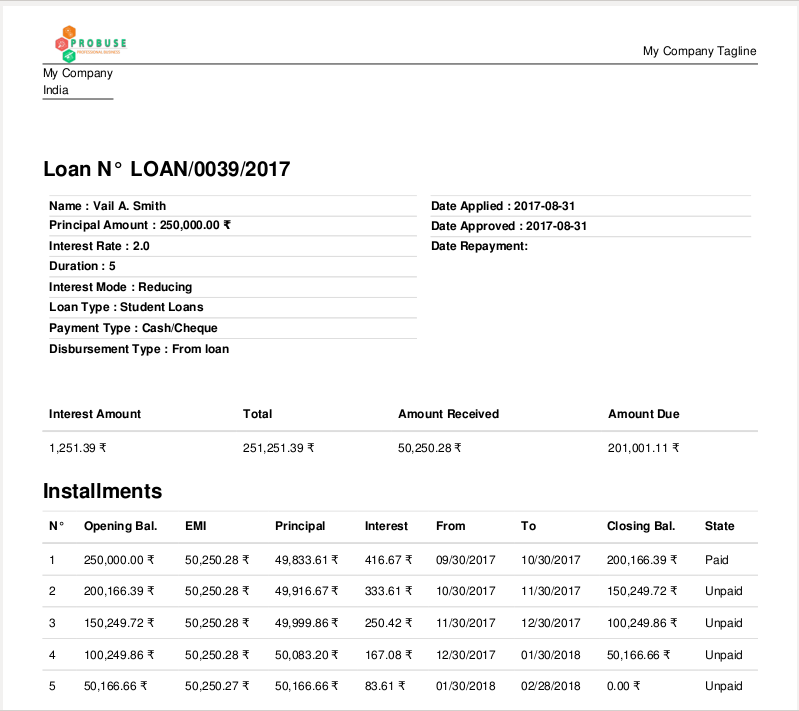 PROBUSE
My Company Tagline
My Company
India
Loan N° LOAN/0039/2017
Name : Vail A. Smith
Date Applied : 2017-08-31
Principal Amount : 250,000.00 ₹
Date Approved : 2017-08-31
Interest Rate : 2.0
Date Repayment:
Duration : 5
Interest Mode : Reducing
Loan Type : Student Loans
Payment Type : Cash/Cheque
Disbursement Type : From loan
Interest Amount Total Amount Received Amount Due
1,251.39 ₹ 251,251.39 ₹ 50,250.28 ₹ 201,001.11 ₹
Installments
N° Opening Bal. EMI Principal Interest From To Closing Bal. State
1 250,000.00 ₹ 50,250.28 ₹ 49,833.61 ₹ 416.67 ₹ 09/30/2017 10/30/2017 200,166.39 ₹ Paid
2 200,166.39 ₹ 50,250.28 ₹ 49,916.67 ₹ 333.61 ₹ 10/30/2017 11/30/2017 150,249.72 ₹ Unpaid
3 150,249.72 ₹ 50,250.28 ₹ 49,999.86 ₹ 250.42 ₹ 11/30/2017 12/30/2017 100,249.86 ₹ Unpaid
4 100,249.86 ₹ 50,250.28 ₹ 50,083.20 ₹ 167.08 ₹ 12/30/2017 01/30/2018 50,166.66 ₹ Unpaid
5 50,166.66 ₹ 50,250.27 ₹ 50,166.66 ₹ 83.61 ₹ 01/30/2018 02/28/2018 0.00 ₹ Unpaid